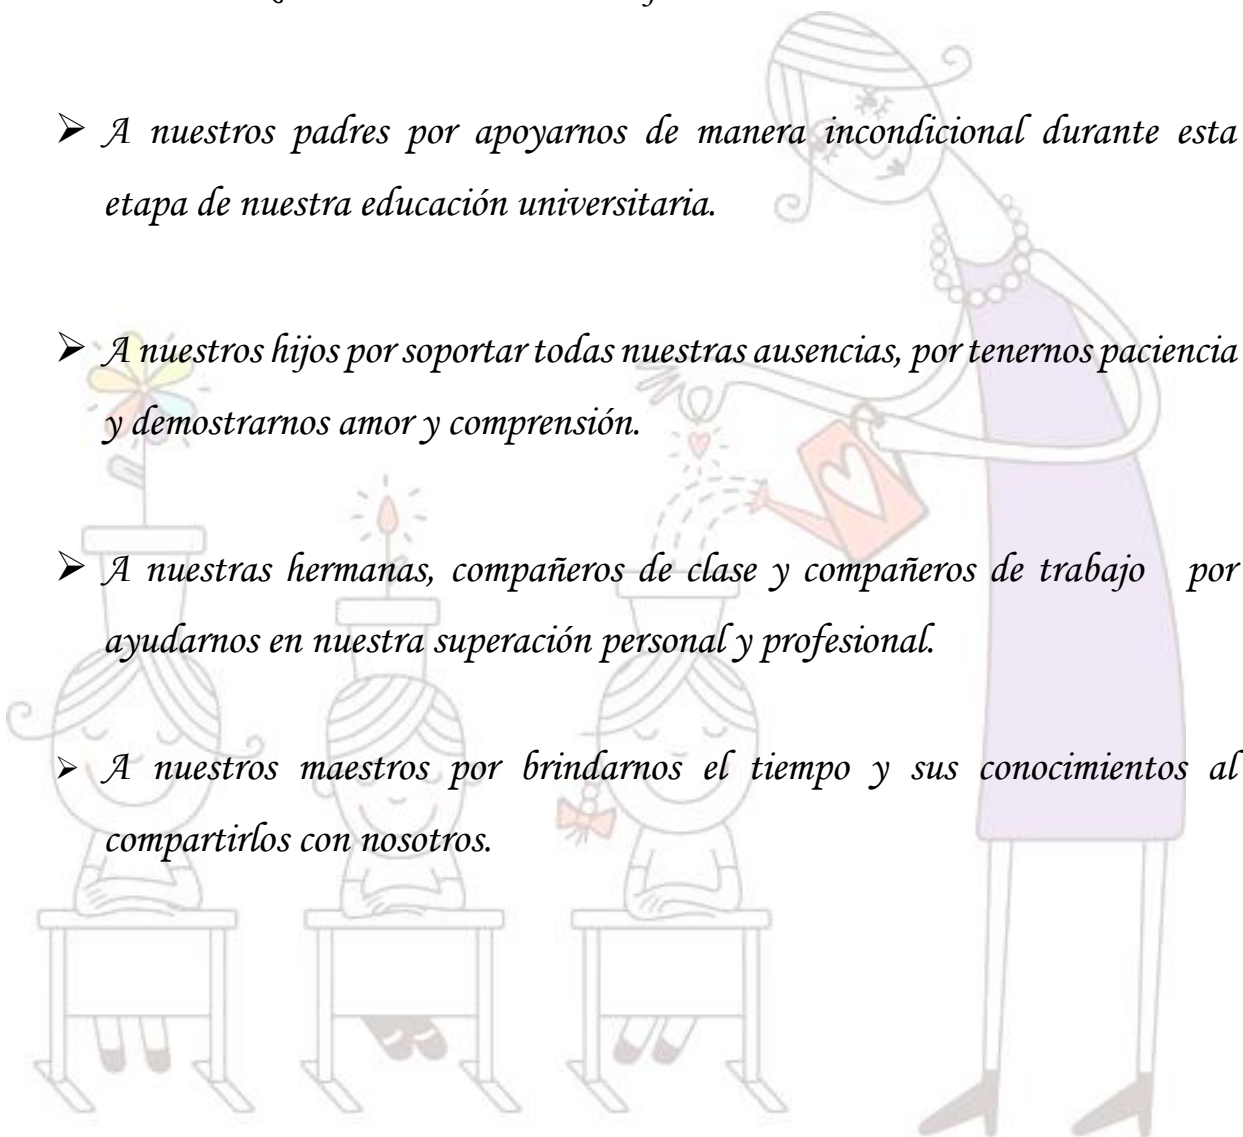 ➢ A nuestros padres por apoyarnos de manera incondicional durante esta
etapa de nuestra educación universitaria.
➢ A nuestros hijos por soportar todas nuestras ausencias, por tenernos paciencia
y demostrarnos amor y comprensión.
➢ A nuestras hermanas, compañeros de clase y compañeros de trabajo por
ayudarnos en nuestra superación personal y profesional.
➢ A nuestros maestros por brindarnos el tiempo y sus conocimientos al
compartirlos con nosotros.